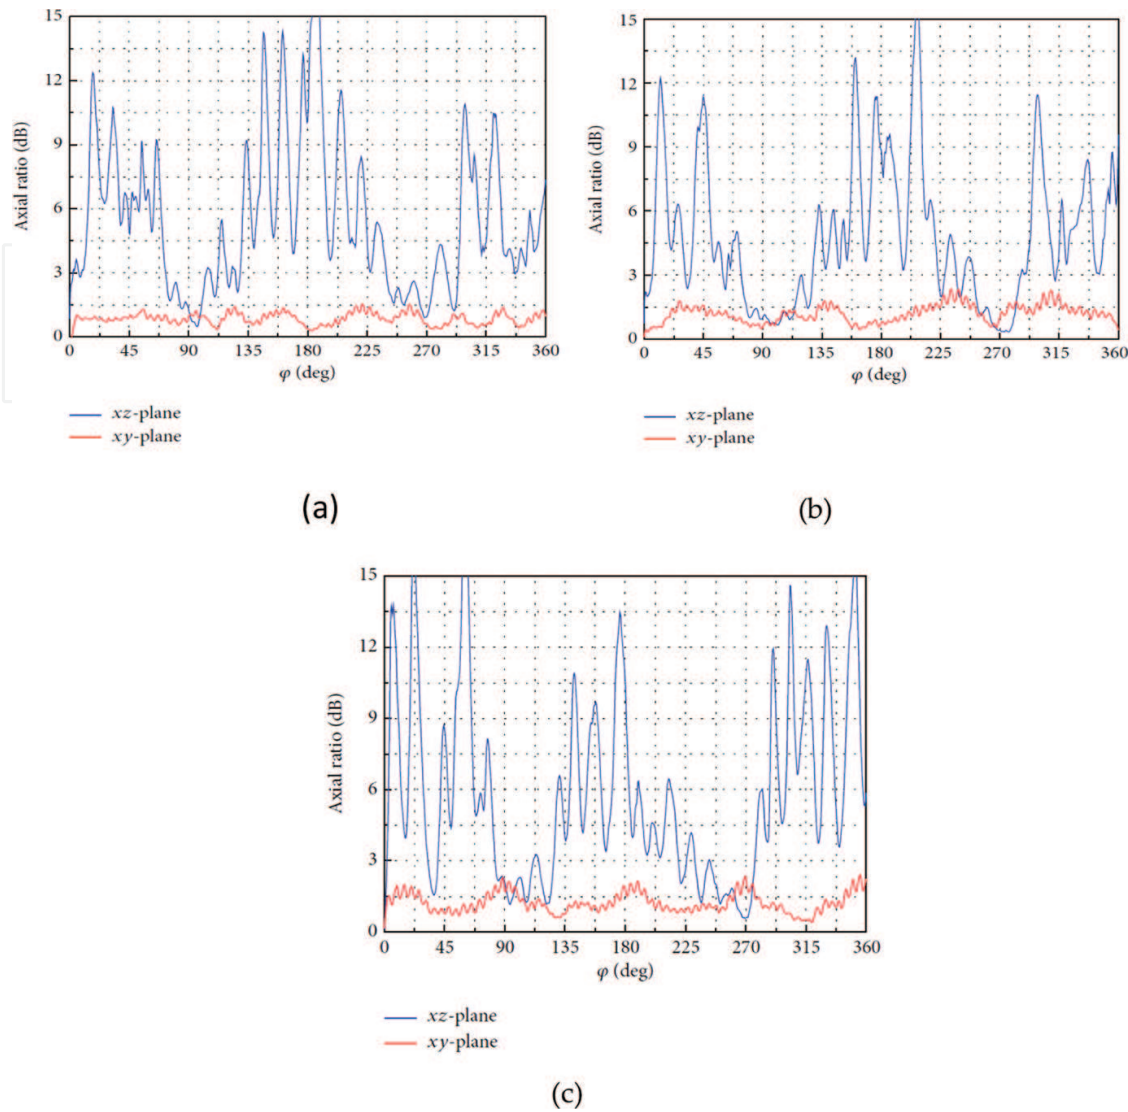 15
12
9
6
3
0
Axial ratio (dB)
0 45 90 135 180 225 270 315 360
φ (deg)
xz-plane
xy-plane
(a)
15
12
9
6
3
0
Axial ratio (dB)
0 45 90 135 180 225 270 315 360
φ (deg)
xz-plane
xy-plane
(b)
15
12
9
6
3
0
Axial ratio (dB)
0 45 90 135 180 225 270 315 360
φ (deg)
xz-plane
xy-plane
(c)